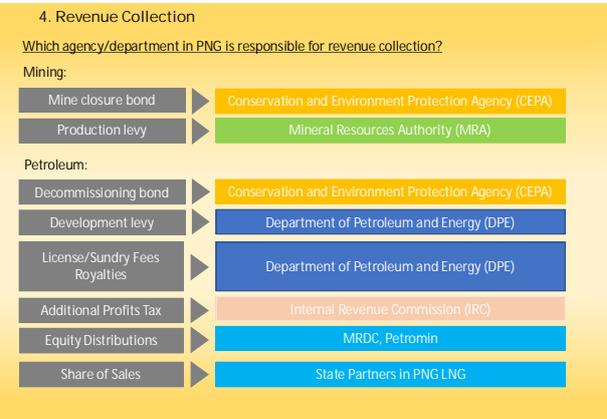 4. Revenue Collection
Which agency/department in PNG is responsible for revenue collection?
Mining:
Mine closure bond
Conservation and Environment Protection Agency (CEPA)
Production levy
Mineral Resources Authority (MRA)
Petroleum:
Decommissioning bond
Conservation and Environment Protection Agency (CEPA)
Development levy
Department of Petroleum and Energy (DPE)
License/Sundry Fees
Royalties
Department of Petroleum and Energy (DPE)
Additional Profits Tax
Internal Revenue Commission (IRC)
Equity Distributions
MRDC, Petromin
Share of Sales
State Partners in PNG LNG